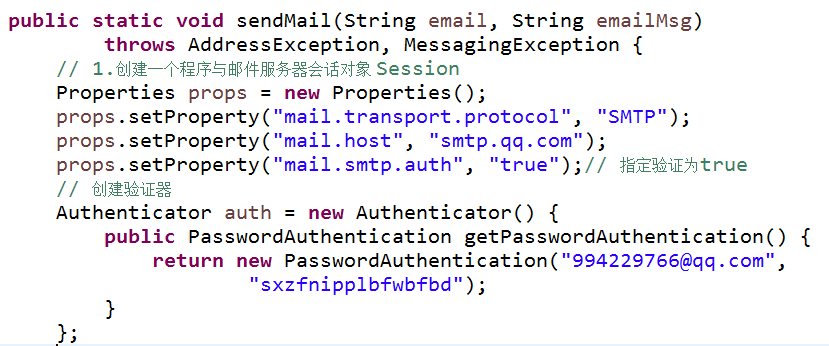 public static void sendMail(String email, String emailMsg)
throws AddressException, MessagingException {
// 1.创建一个程序与邮件服务器会话对象 Session
Properties props = new Properties();
props.setProperty("mail.transport.protocol", "SMTP");
props.setProperty("mail.host", "smtp.qq.com");
props.setProperty("mail.smtp.auth", "true");// 指定验证为true
// 创建验证器
Authenticator auth = new Authenticator() {
public PasswordAuthentication getPasswordAuthentication() {
return new PasswordAuthentication("994229766@qq.com",
"sxzfnipplbfwbfbd");
}
};